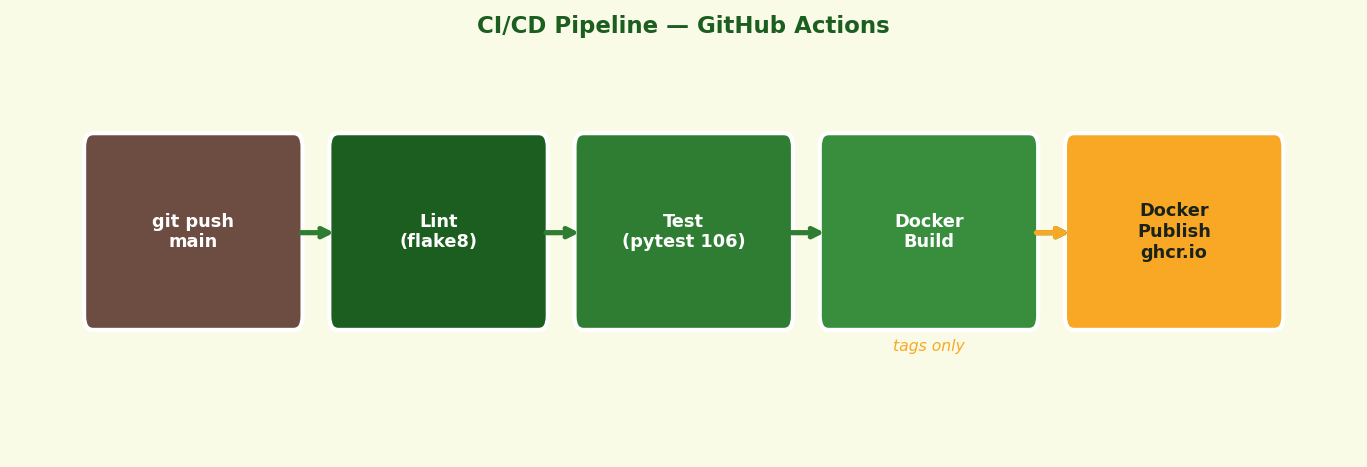 CI/CD Pipeline — GitHub Actions
git push
main
Lint
(flake8)
Test
(pytest 106)
Docker
Build
Docker
Publish
ghcr.io
tags only